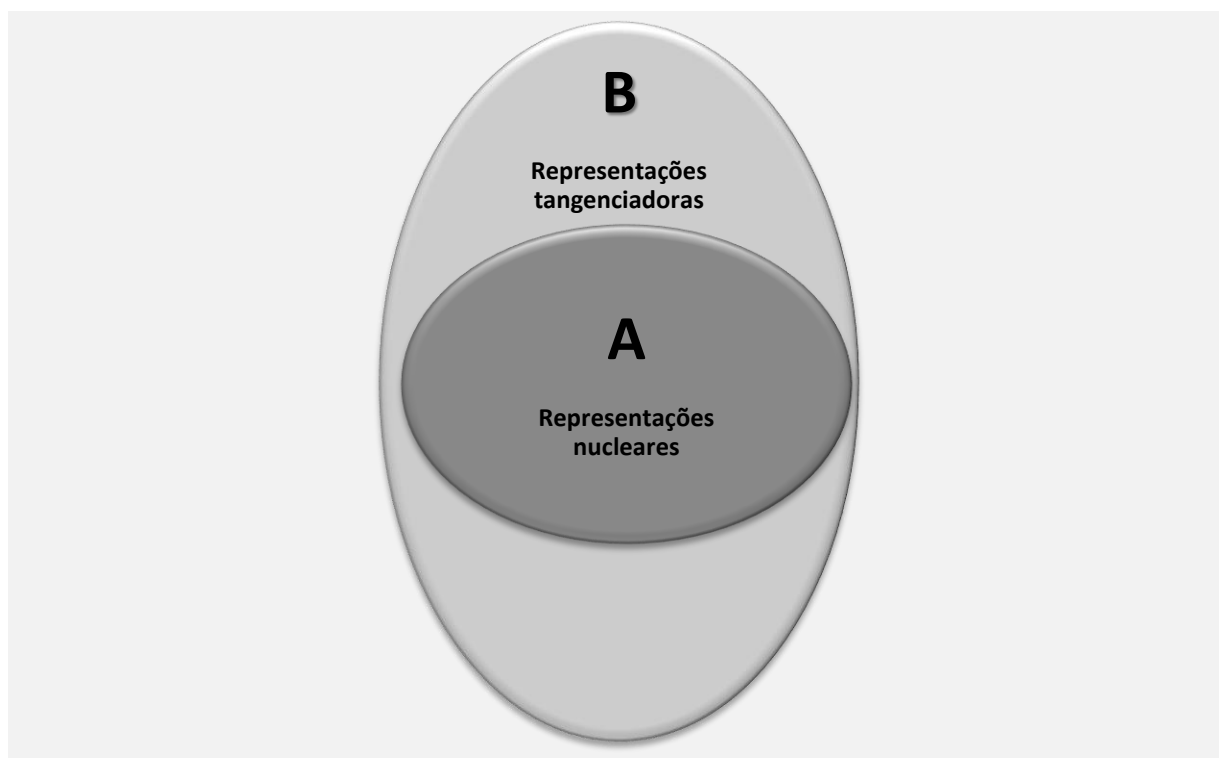 B
Representações
tangenciadoras
A
Representações
nucleares